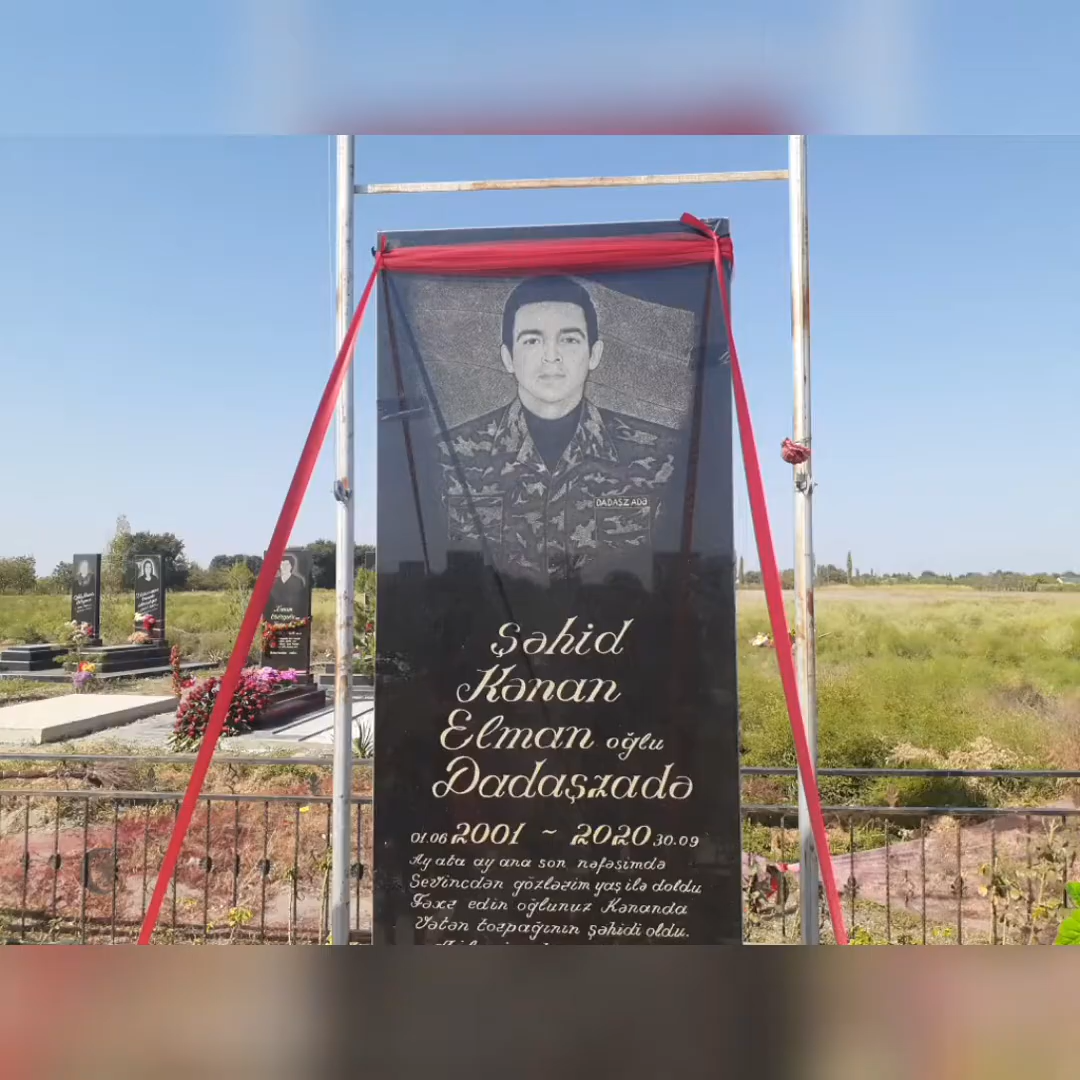 DADAŞZADƏ
Şəhid
Kənan
Elman oğlu
Dadaşzadə
01.06 2001 ~ 2020 30.09
Ay ata ay ana son nəfəsimdə
Sevincdən gözlərim yaş ilə doldu
Fəxr edin oğlunuz Kənanda
Vətən torpağının şəhidi oldu.